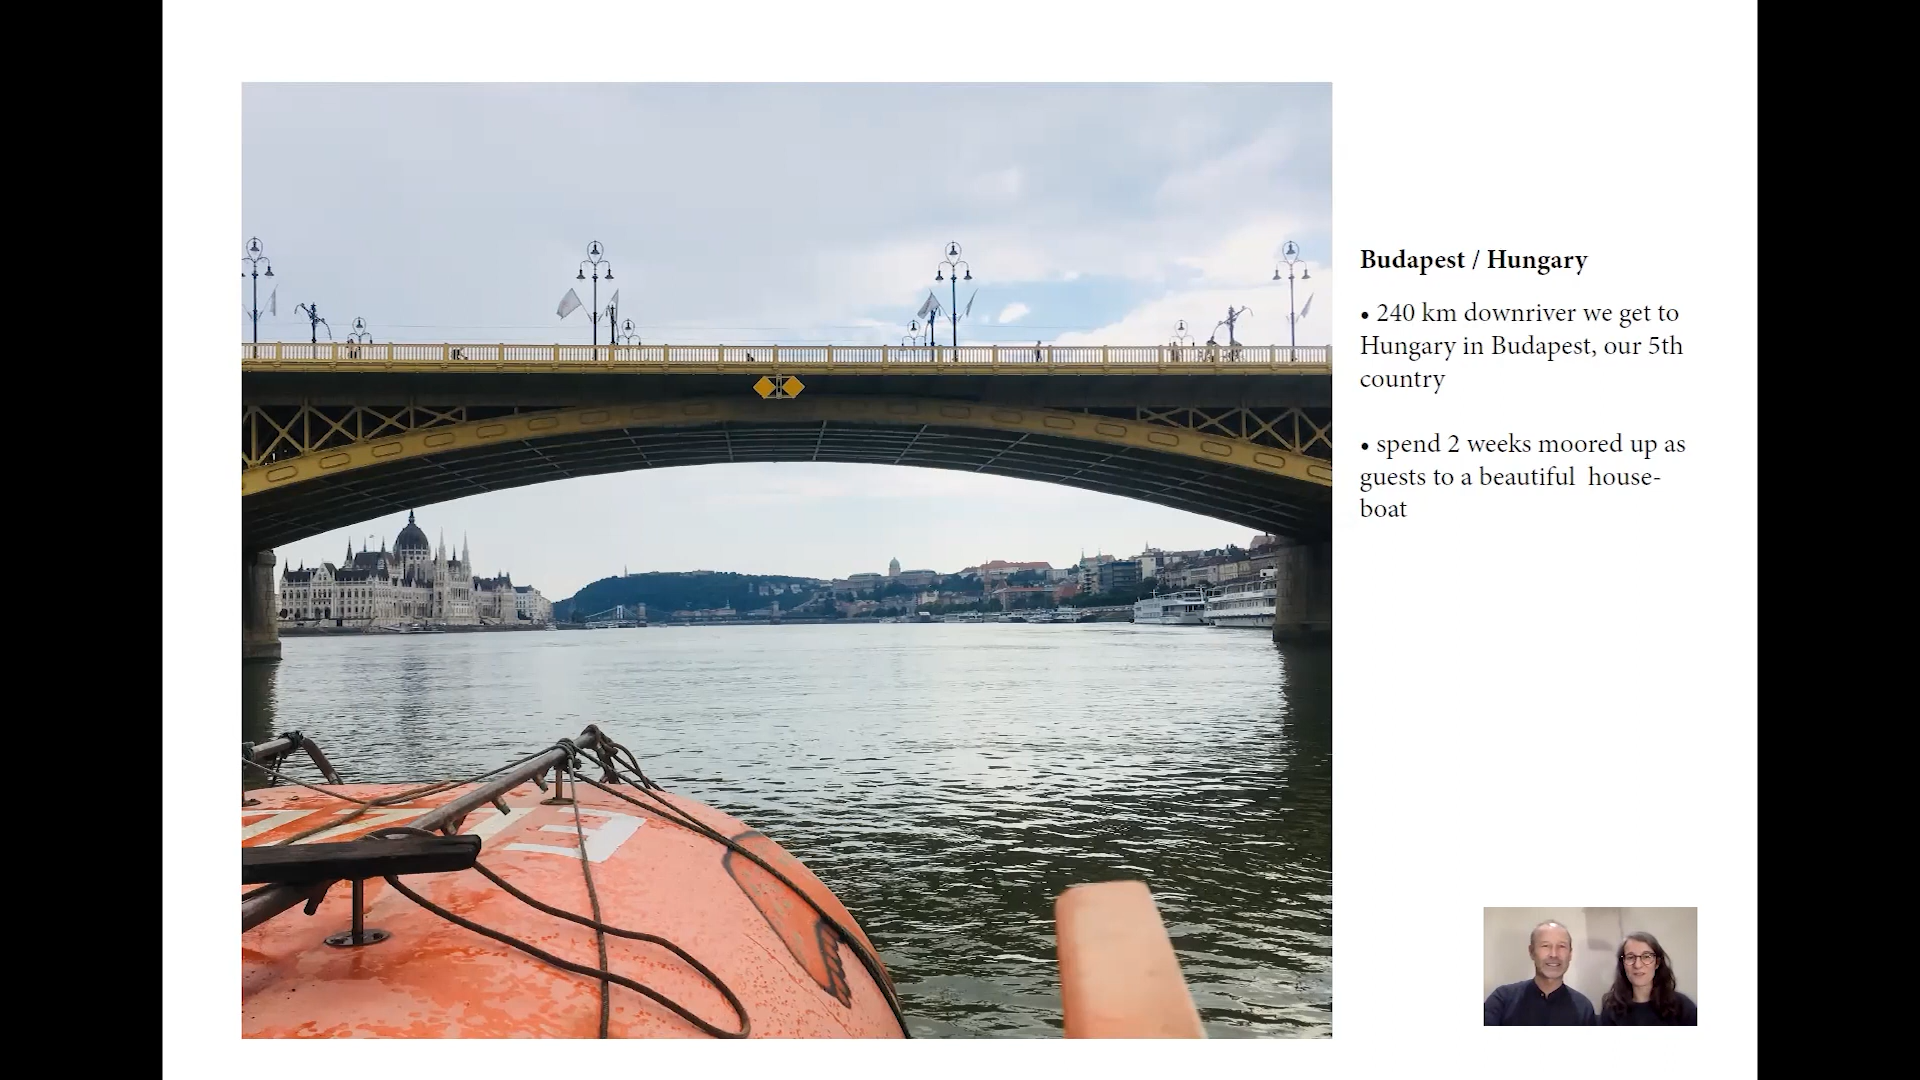 Budapest / Hungary
• 240 km downriver we get to
Hungary in Budapest, our 5th
country
• spend 2 weeks moored up as
guests to a beautiful  house-
boat